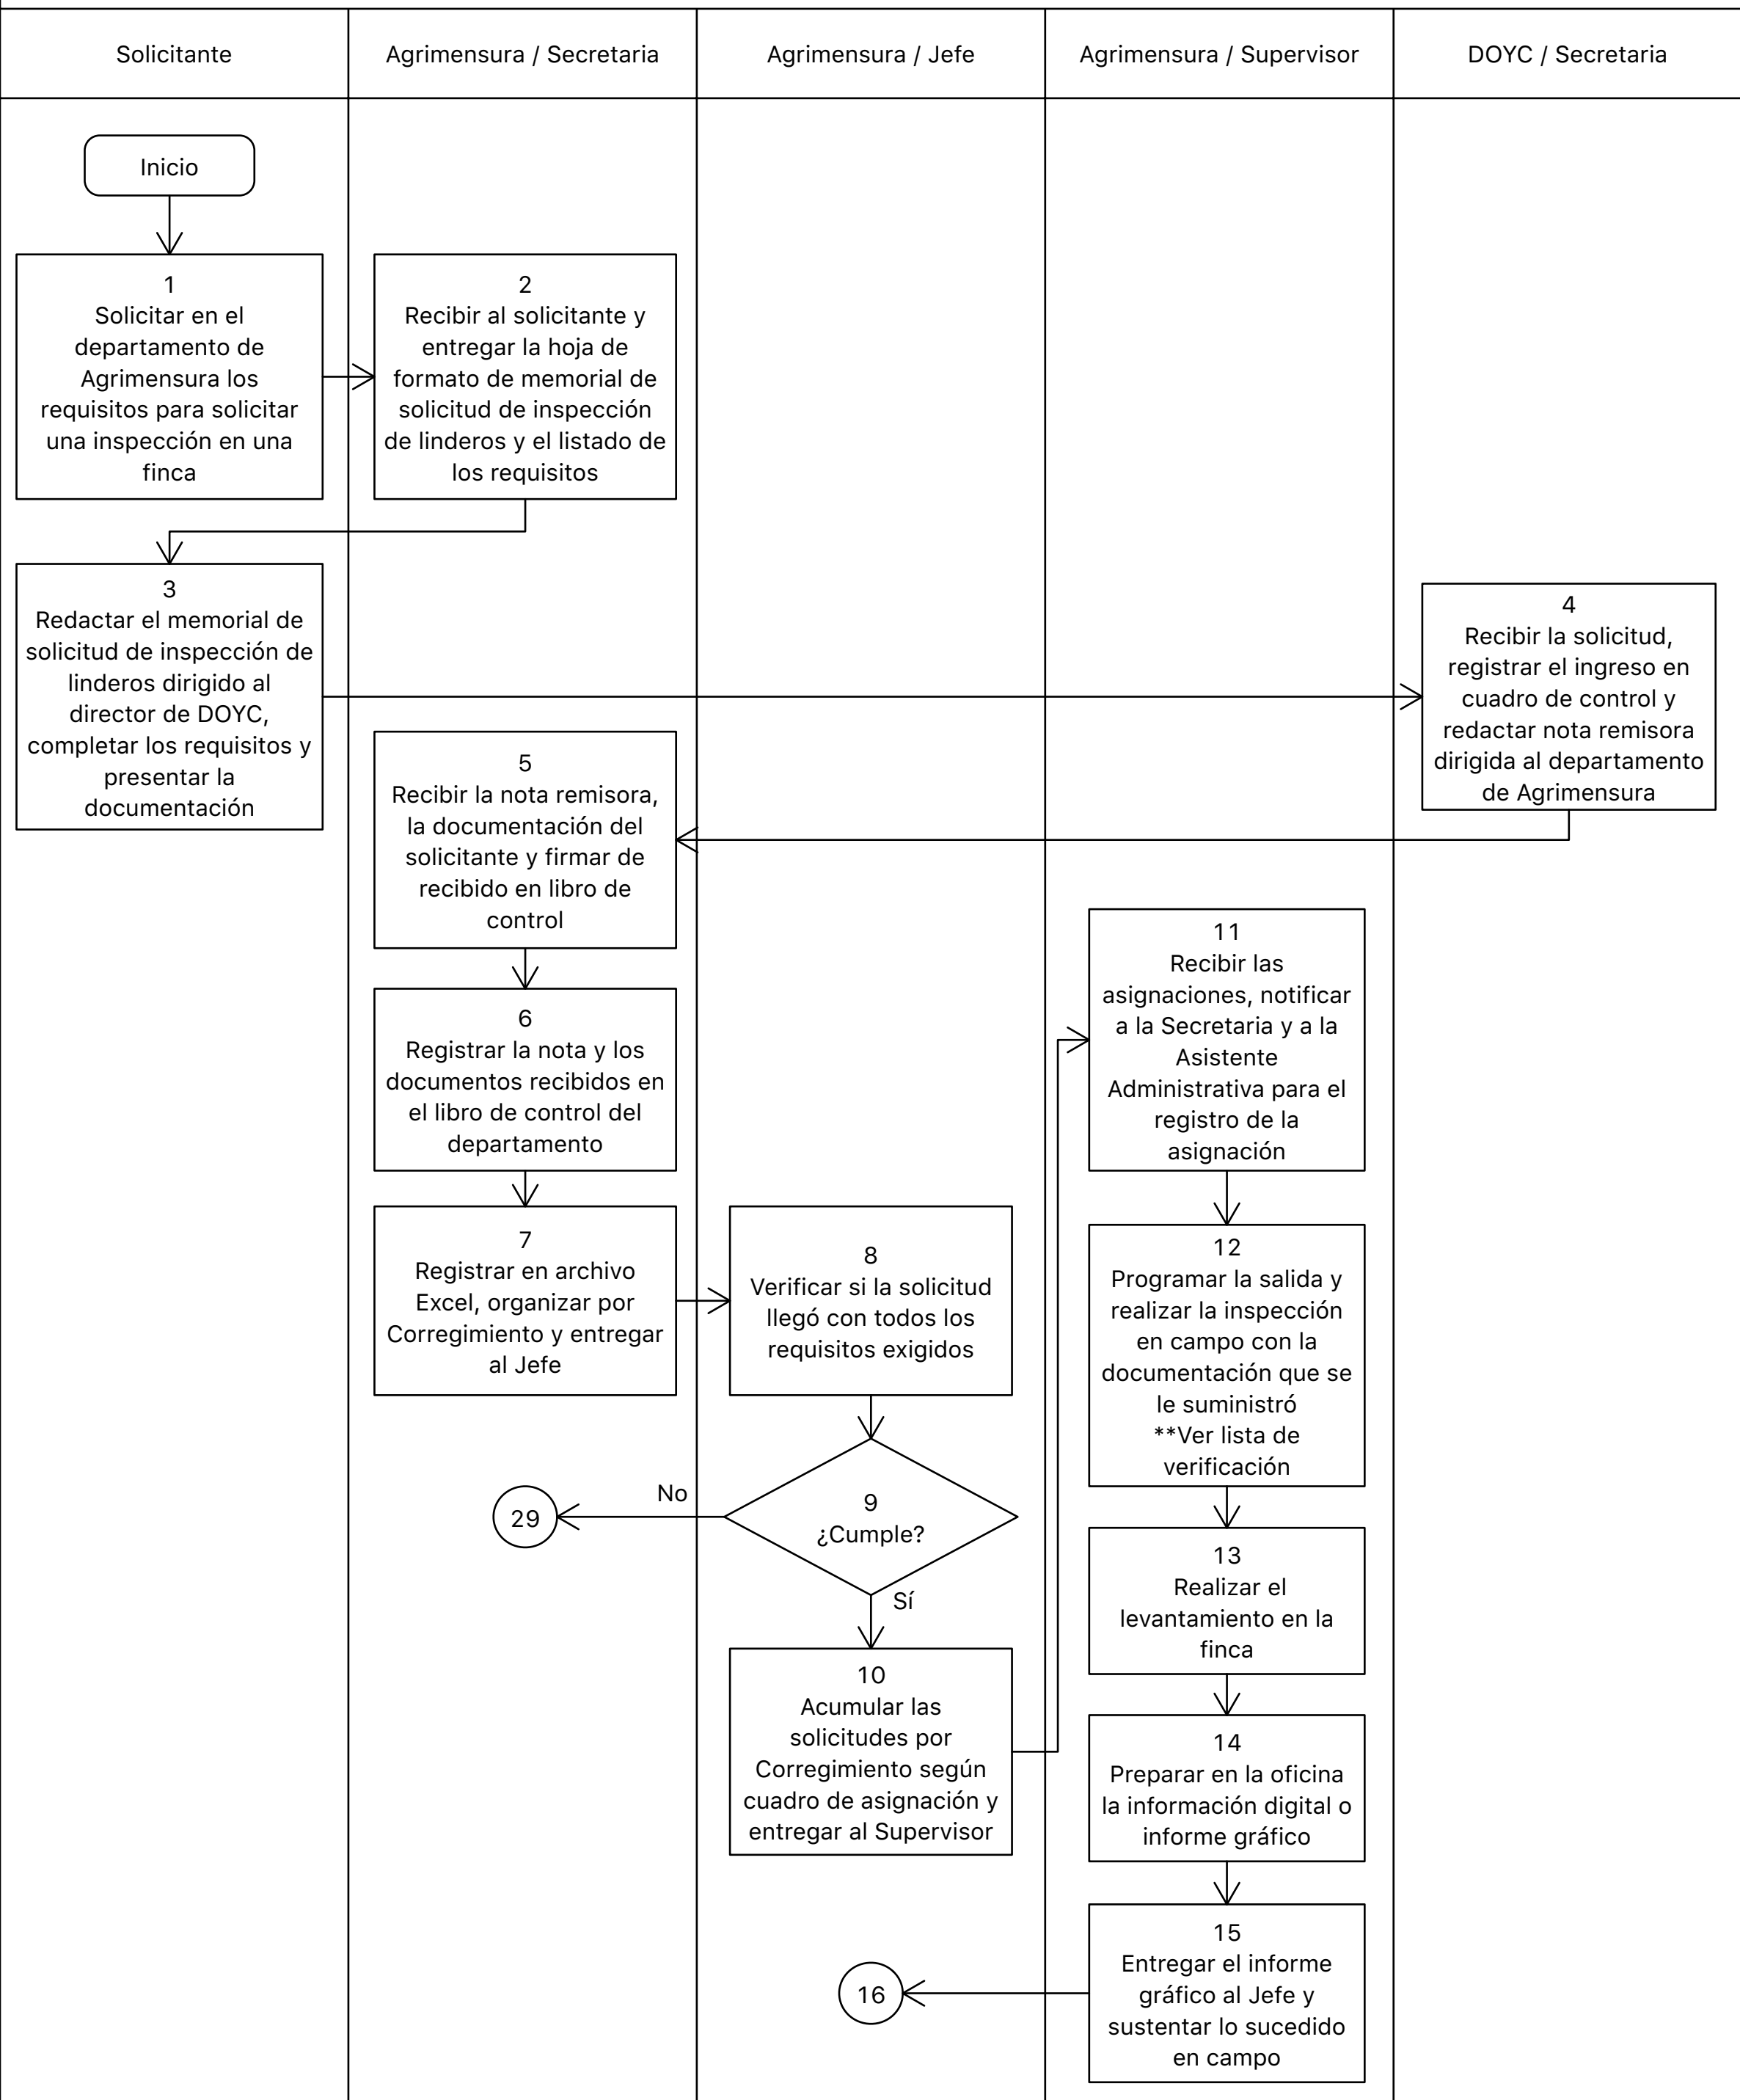 Solicitante
Agrimensura / Secretaria
Agrimensura / Jefe
Agrimensura / Supervisor
DOYC / Secretaria
Inicio
1
Solicitar en el
departamento de
Agrimensura los
requisitos para solicitar
una inspección en una
finca
2
Recibir al solicitante y
entregar la hoja de
formato de memorial de
solicitud de inspección
de linderos y el listado de
los requisitos
3
Redactar el memorial de
solicitud de inspección de
linderos dirigido al
director de DOYC,
completar los requisitos y
presentar la
documentación
4
Recibir la solicitud,
registrar el ingreso en
cuadro de control y
redactar nota remisora
dirigida al departamento
de Agrimensura
5
Recibir la nota remisora,
la documentación del
solicitante y firmar de
recibido en libro de
control
6
Registrar la nota y los
documentos recibidos en
el libro de control del
departamento
7
Registrar en archivo
Excel, organizar por
Corregimiento y entregar
al Jefe
8
Verificar si la solicitud
llegó con todos los
requisitos exigidos
9
¿Cumple?
No
29
Sí
10
Acumular las
solicitudes por
Corregimiento según
cuadro de asignación y
entregar al Supervisor
11
Recibir las
asignaciones, notificar
a la Secretaria y a la
Asistente
Administrativa para el
registro de la
asignación
12
Programar la salida y
realizar la inspección
en campo con la
documentación que se
le suministró
**Ver lista de
verificación
13
Realizar el
levantamiento en la
finca
14
Preparar en la oficina
la información digital o
informe gráfico
15
Entregar el informe
gráfico al Jefe y
sustentar lo sucedido
en campo
16